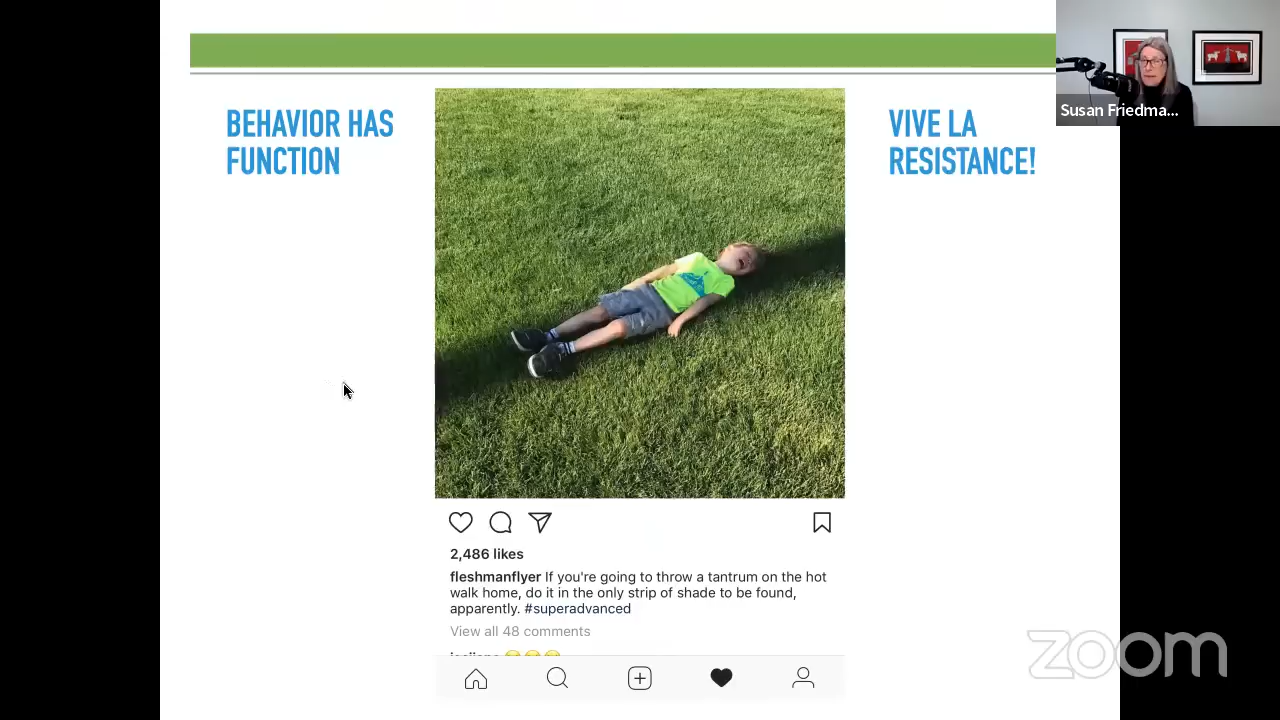 BEHAVIOR HAS
FUNCTION
VIVE LA
RESISTANCE!
Susan Friedma...
2,486 likes
fleshmanflyer If you're going to throw a tantrum on the hot
walk home, do it in the only strip of shade to be found,
apparently. #superadvanced
View all 48 comments
zoom